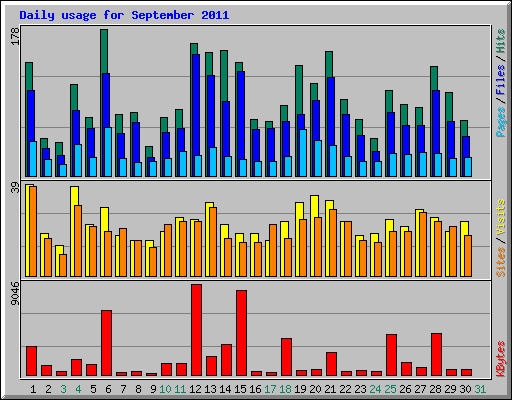 Daily usage for September 2011
178
Pages / Files / Hits
39
Sites / Visits
9046
KBytes
1 2 3 4 5 6 7 8 9 10 11 12 13 14 15 16 17 18 19 20 21 22 23 24 25 26 27 28 29 30 31